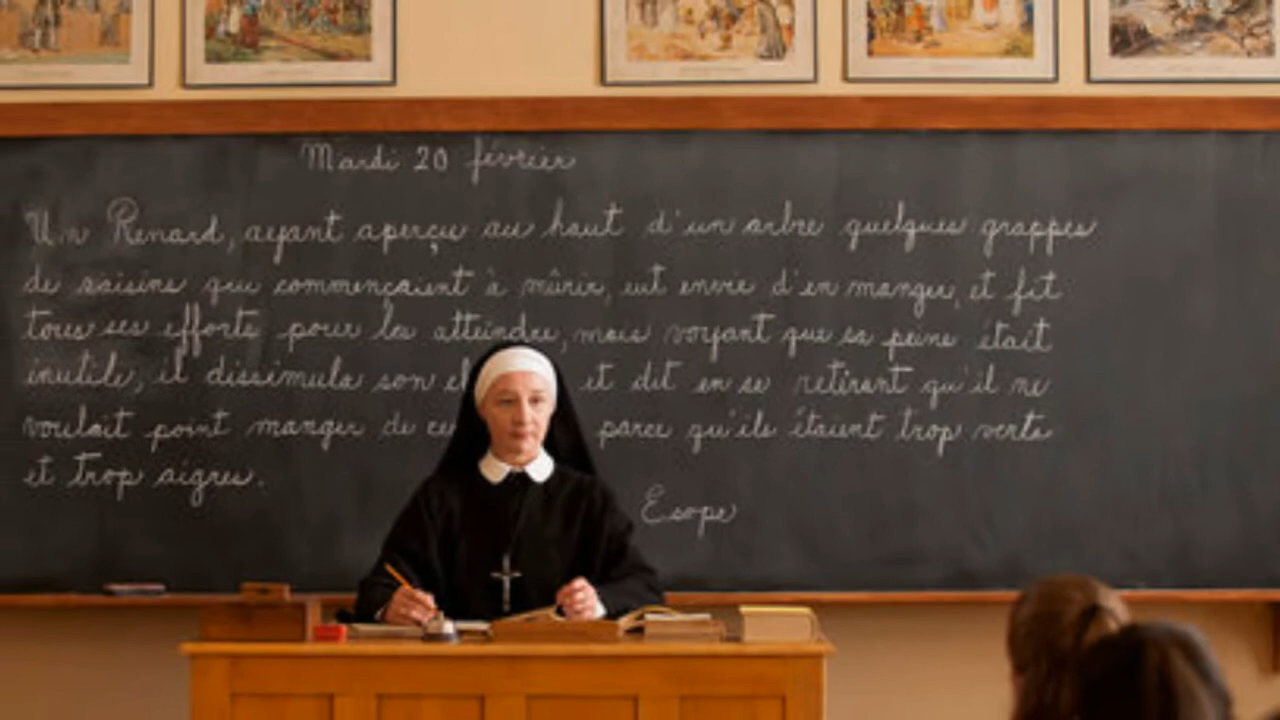 Mardi 20 février
Un Renard, ayant aperçu au haut d'un arbre quelques grappes
de raisins qui commençaient à mûrir, eut envie d'en manger, et fit
tous ses efforts pour les atteindre, mais voyant que sa peine était
inutile, il dissimula son et dit en se retirant qu'il ne
voulait point manger de parce qu'ils étaient trop verts
et trop aigres.
Esope